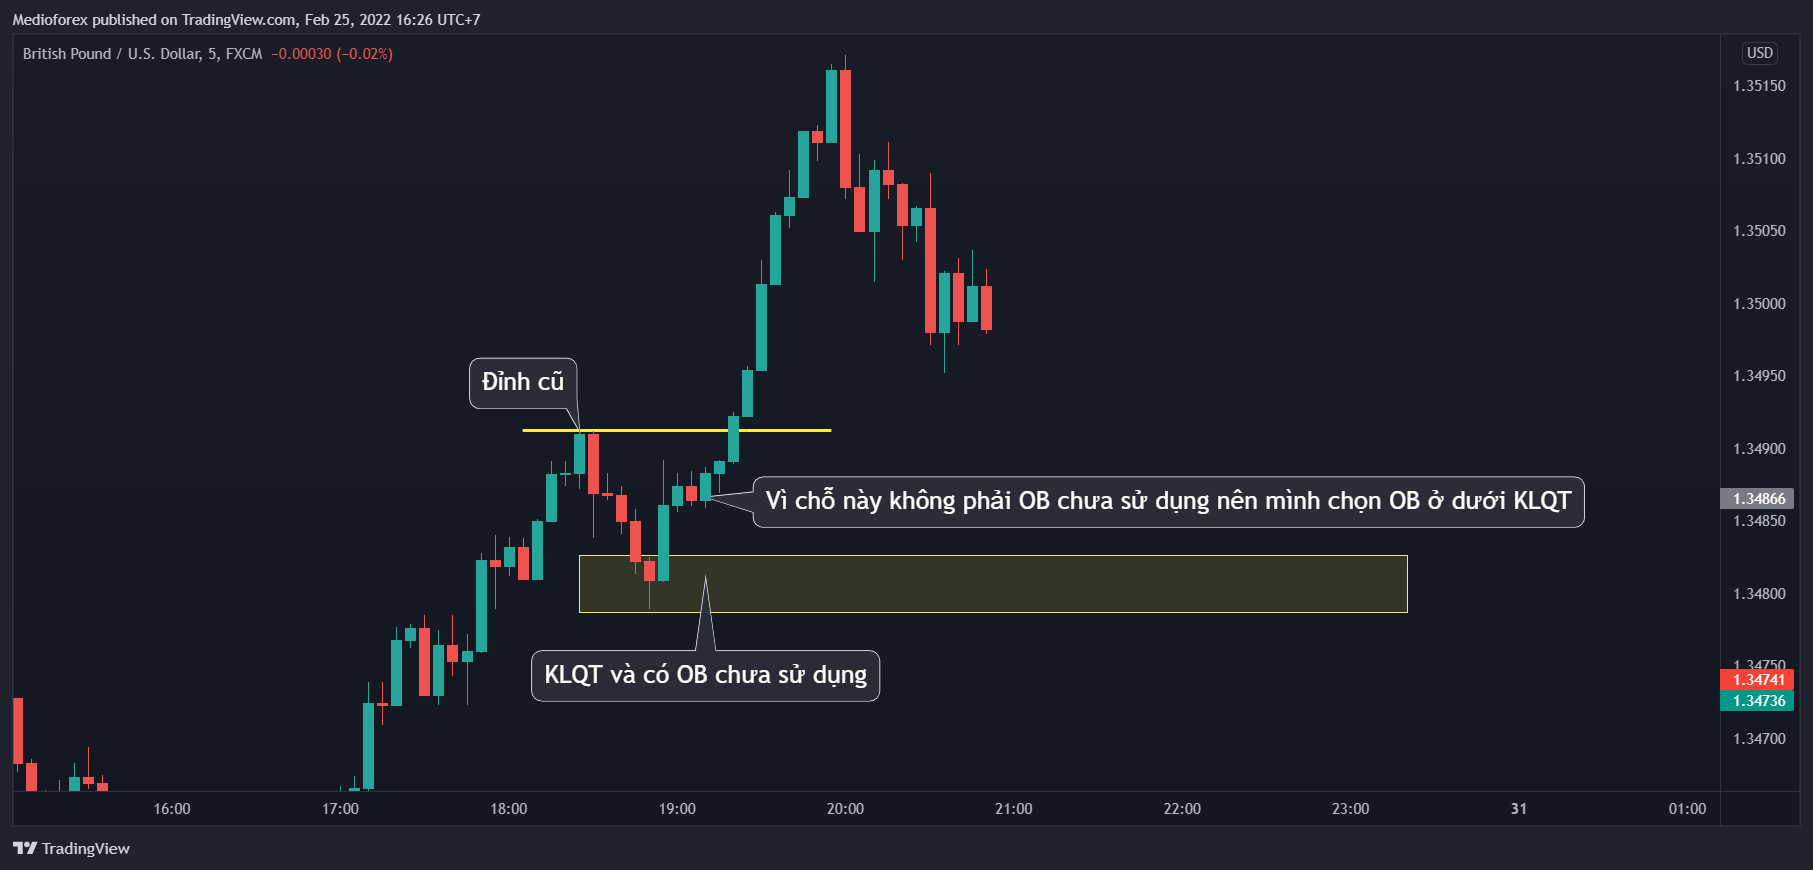 Medioforex published on TradingView.com, Feb 25, 2022 16:26 UTC+7
British Pound / U.S. Dollar, 5, FXCM −0.00030 (−0.02%)
USD
1.35150
1.35100
1.35050
1.35000
1.34950
Đỉnh cũ
1.34900
Vì chỗ này không phải OB chưa sử dụng nên mình chọn OB ở dưới KLQT
1.34866
1.34850
1.34800
KLQT và có OB chưa sử dụng
1.34750
1.34741
1.34736
1.34700
16:00 17:00 18:00 19:00 20:00 21:00 22:00 23:00 31 01:00
TradingView